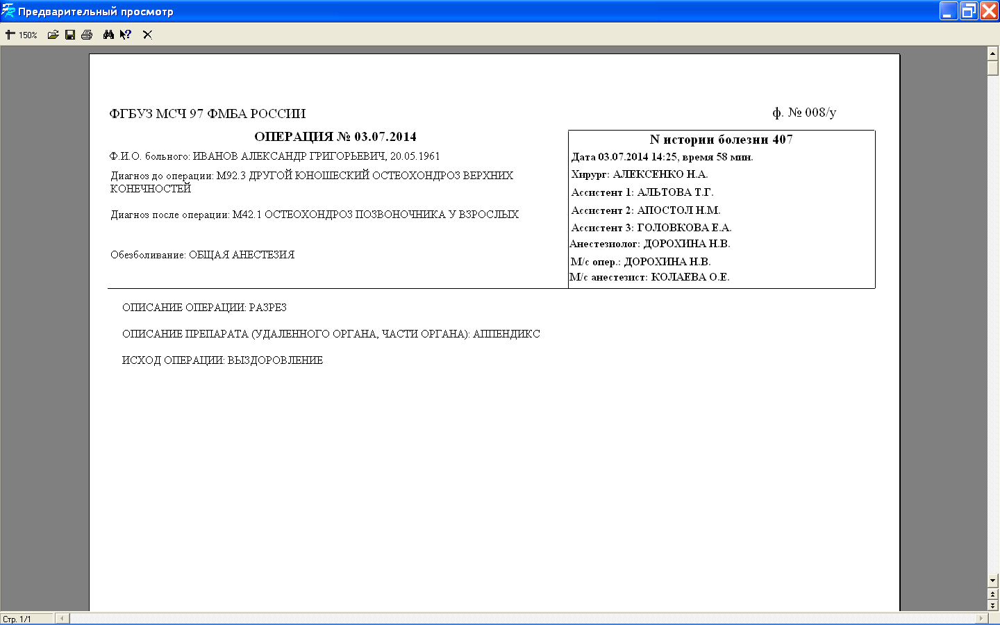 Предварительный просмотр
150%
ФГБУЗ МСЧ 97 ФМБА РОССИИ
ф. № 008/у
ОПЕРАЦИЯ № 03.07.2014
Ф.И.О. больного: ИВАНОВ АЛЕКСАНДР ГРИГОРЬЕВИЧ, 20.05.1961
Диагноз до операции: М92.3 ДРУГОЙ ЮНОШЕСКИЙ ОСТЕОХОНДРОЗ ВЕРХНИХ
КОНЕЧНОСТЕЙ
Диагноз после операции: М42.1 ОСТЕОХОНДРОЗ ПОЗВОНОЧНИКА У ВЗРОСЛЫХ
Обезболивание: ОБЩАЯ АНЕСТЕЗИЯ
N истории болезни 407
Дата 03.07.2014 14:25, время 58 мин.
Хирург: АЛЕКСЕНКО Н.А.
Ассистент 1: АЛЬТОВА Т.Г.
Ассистент 2: АПОСТОЛ Н.М.
Ассистент 3: ГОЛОВКОВА Е.А.
Анестезиолог: ДОРОХИНА Н.В.
М/с опер.: ДОРОХИНА Н.В.
М/с анестезист: КОЛАЕВА О.Е.
ОПИСАНИЕ ОПЕРАЦИИ: РАЗРЕЗ
ОПИСАНИЕ ПРЕПАРАТА (УДАЛЕННОГО ОРГАНА, ЧАСТИ ОРГАНА): АППЕНДИКС
ИСХОД ОПЕРАЦИИ: ВЫЗДОРОВЛЕНИЕ
Стр. 1/1